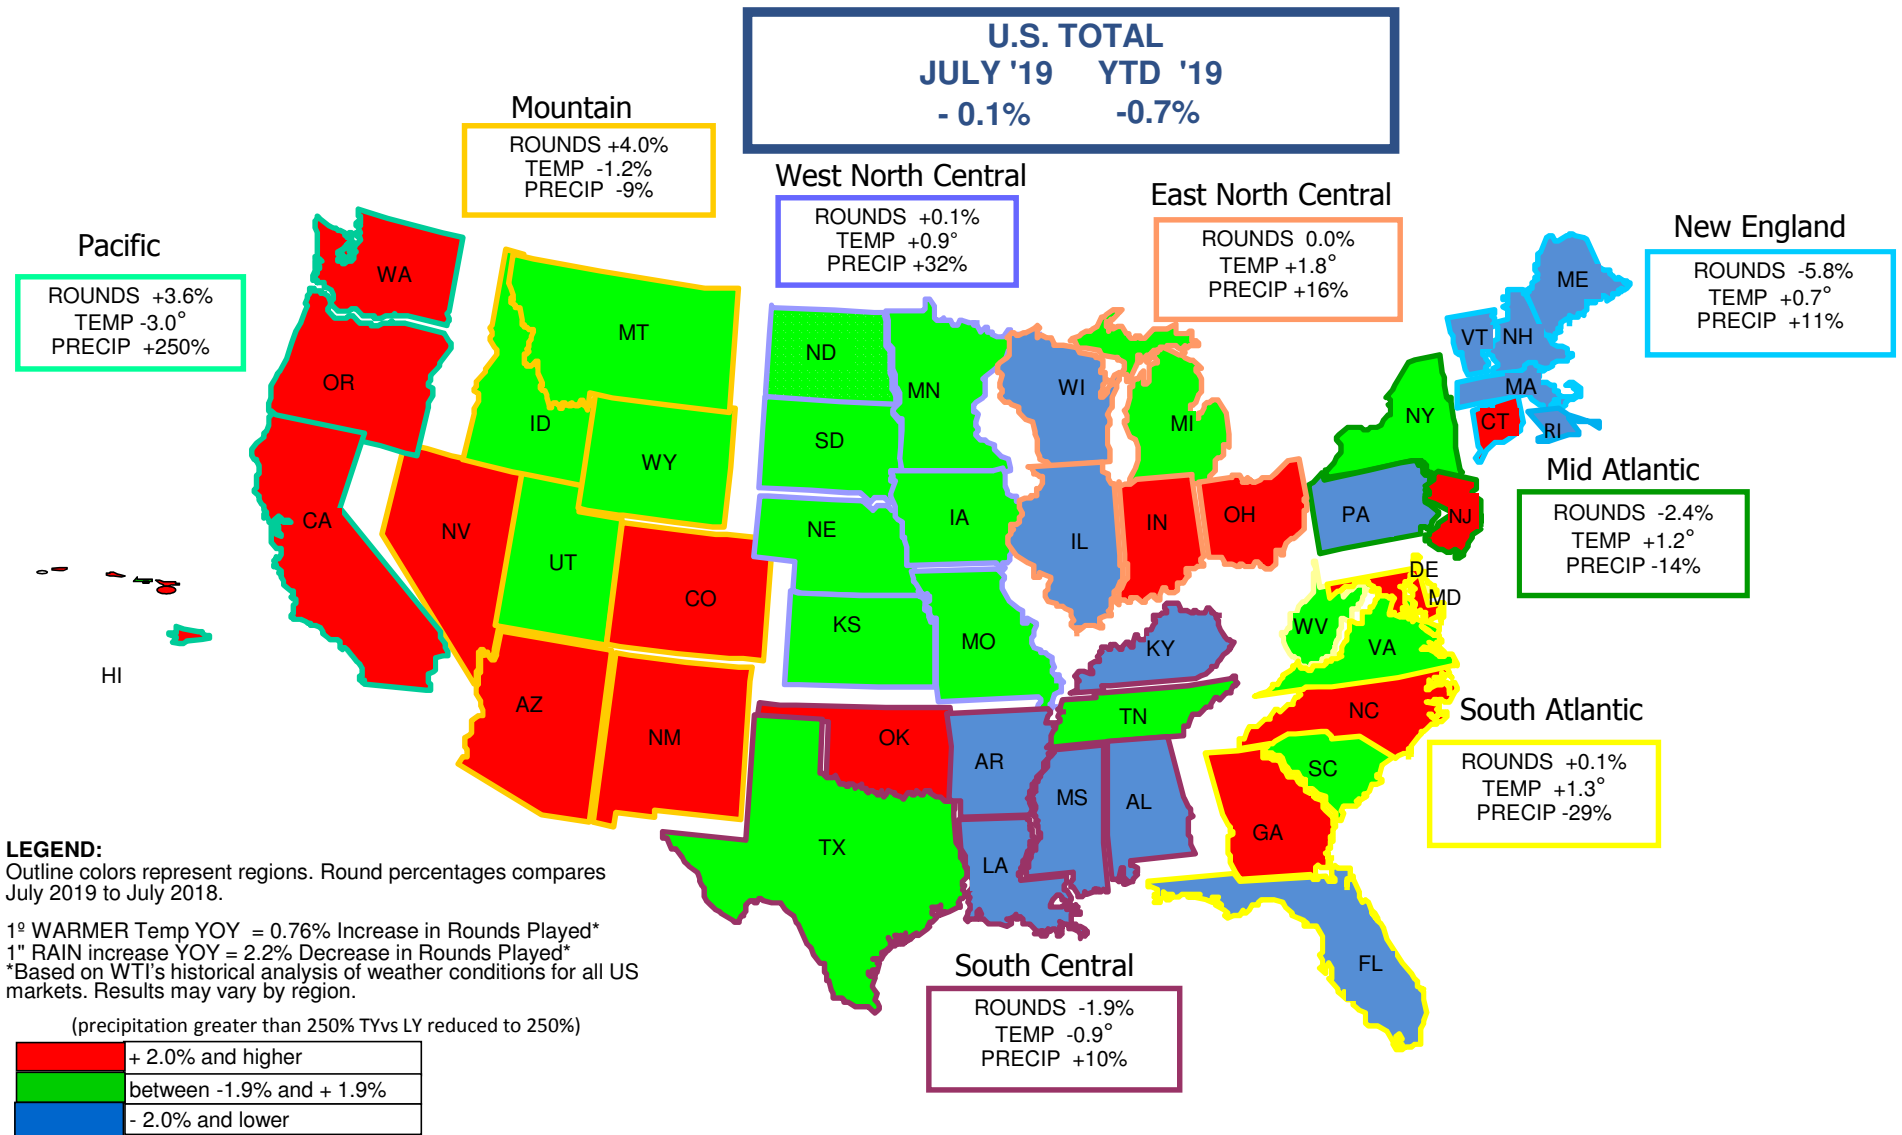 U.S. TOTAL
JULY '19 YTD '19
- 0.1% -0.7%
Mountain
ROUNDS +4.0%
TEMP -1.2%
PRECIP -9%
West North Central
ROUNDS +0.1%
TEMP +0.9°
PRECIP +32%
East North Central
ROUNDS 0.0%
TEMP +1.8°
PRECIP +16%
New England
ROUNDS -5.8%
TEMP +0.7°
PRECIP +11%
Pacific
ROUNDS +3.6%
TEMP -3.0°
PRECIP +250%
Mid Atlantic
ROUNDS -2.4%
TEMP +1.2°
PRECIP -14%
South Atlantic
ROUNDS +0.1%
TEMP +1.3°
PRECIP -29%
South Central
ROUNDS -1.9%
TEMP -0.9°
PRECIP +10%
WA
OR
CA
HI
MT
ID
WY
NV
UT
CO
AZ
NM
ND
SD
MN
NE
IA
KS
MO
WI
MI
IL
IN
OH
ME
VT
NH
MA
CT
RI
NY
PA
NJ
DE
MD
WV
VA
NC
SC
GA
FL
KY
TN
OK
AR
TX
LA
MS
AL
LEGEND:
Outline colors represent regions. Round percentages compares
July 2019 to July 2018.
1º WARMER Temp YOY = 0.76% Increase in Rounds Played*
1" RAIN increase YOY = 2.2% Decrease in Rounds Played*
*Based on WTI's historical analysis of weather conditions for all US
markets. Results may vary by region.
(precipitation greater than 250% TYvs LY reduced to 250%)
+ 2.0% and higher
between -1.9% and + 1.9%
- 2.0% and lower